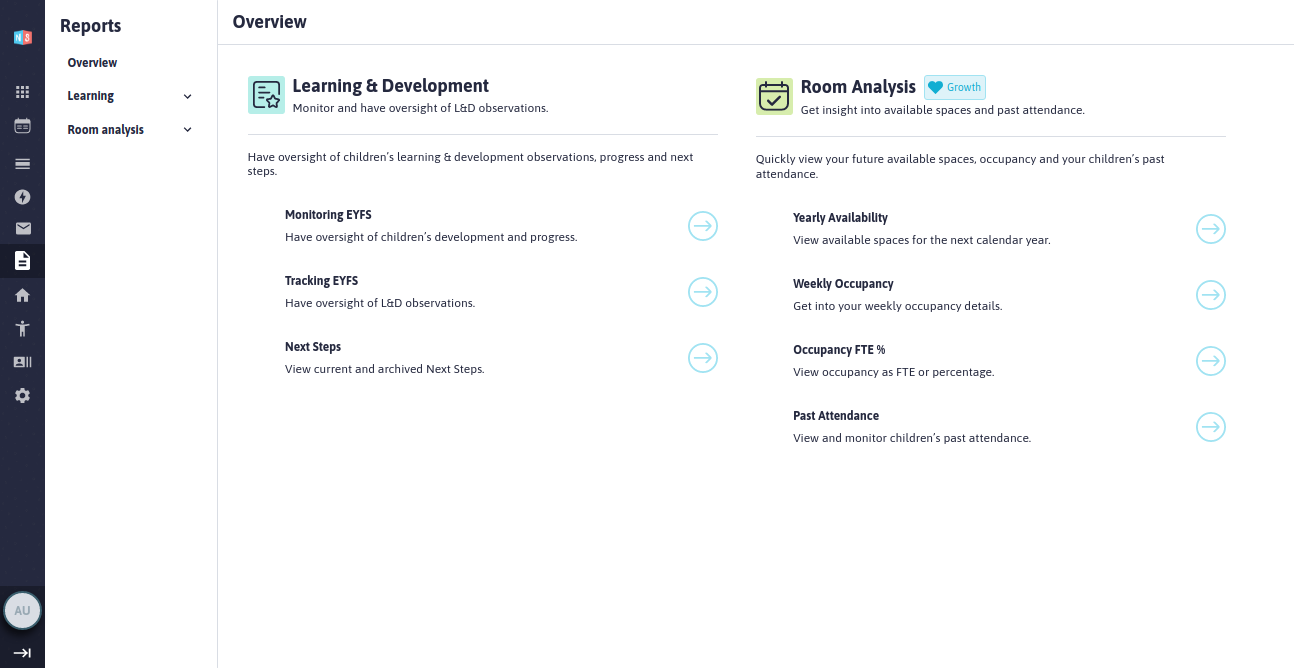 NS
Reports
Overview
Learning
Room analysis
AU
Overview
Learning & Development
Monitor and have oversight of L&D observations.
Have oversight of children's learning & development observations, progress and next
steps.
Monitoring EYFS
Have oversight of children's development and progress.
Tracking EYFS
Have oversight of L&D observations.
Next Steps
View current and archived Next Steps.
Room Analysis
Growth
Get insight into available spaces and past attendance.
Quickly view your future available spaces, occupancy and your children's past
attendance.
Yearly Availability
View available spaces for the next calendar year.
Weekly Occupancy
Get into your weekly occupancy details.
Occupancy FTE %
View occupancy as FTE or percentage.
Past Attendance
View and monitor children's past attendance.